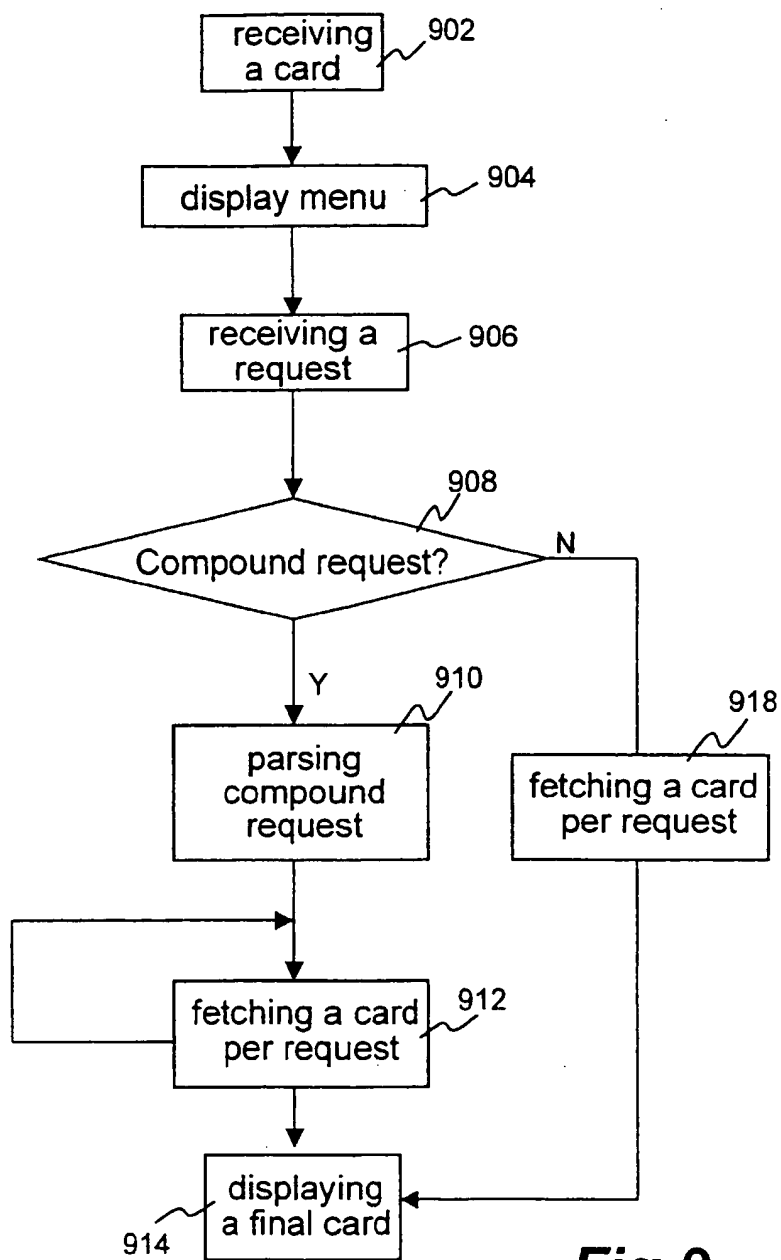 receiving
a card
902
display menu
904
receiving a
request
906
908
Compound request?
N
Y
910
parsing
compound
request
918
fetching a card
per request
fetching a card
per request
912
displaying
a final card
914
Fig.9